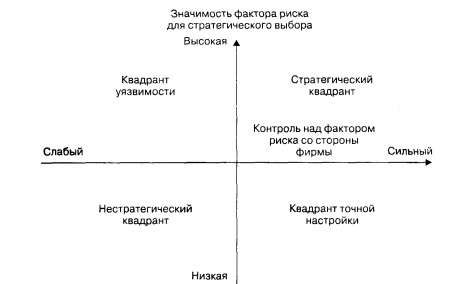 Значимость фактора риска
для стратегического выбора
Высокая
Квадрант
уязвимости
Стратегический
квадрант
Контроль над фактором
риска со стороны
фирмы
Слабый
Сильный
Нестратегический
квадрант
Квадрант точной
настройки
Низкая